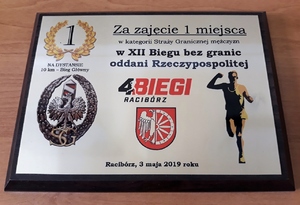 1
Za zajęcie 1 miejsca
w kategorii Straży Granicznej mężczyzn
w XII Biegu bez granic
oddani Rzeczypospolitej
NA DYSTANSIE
10 km - Bieg Główny
4BIEGI
RACIBÓRZ
Racibórz, 3 maja 2019 roku